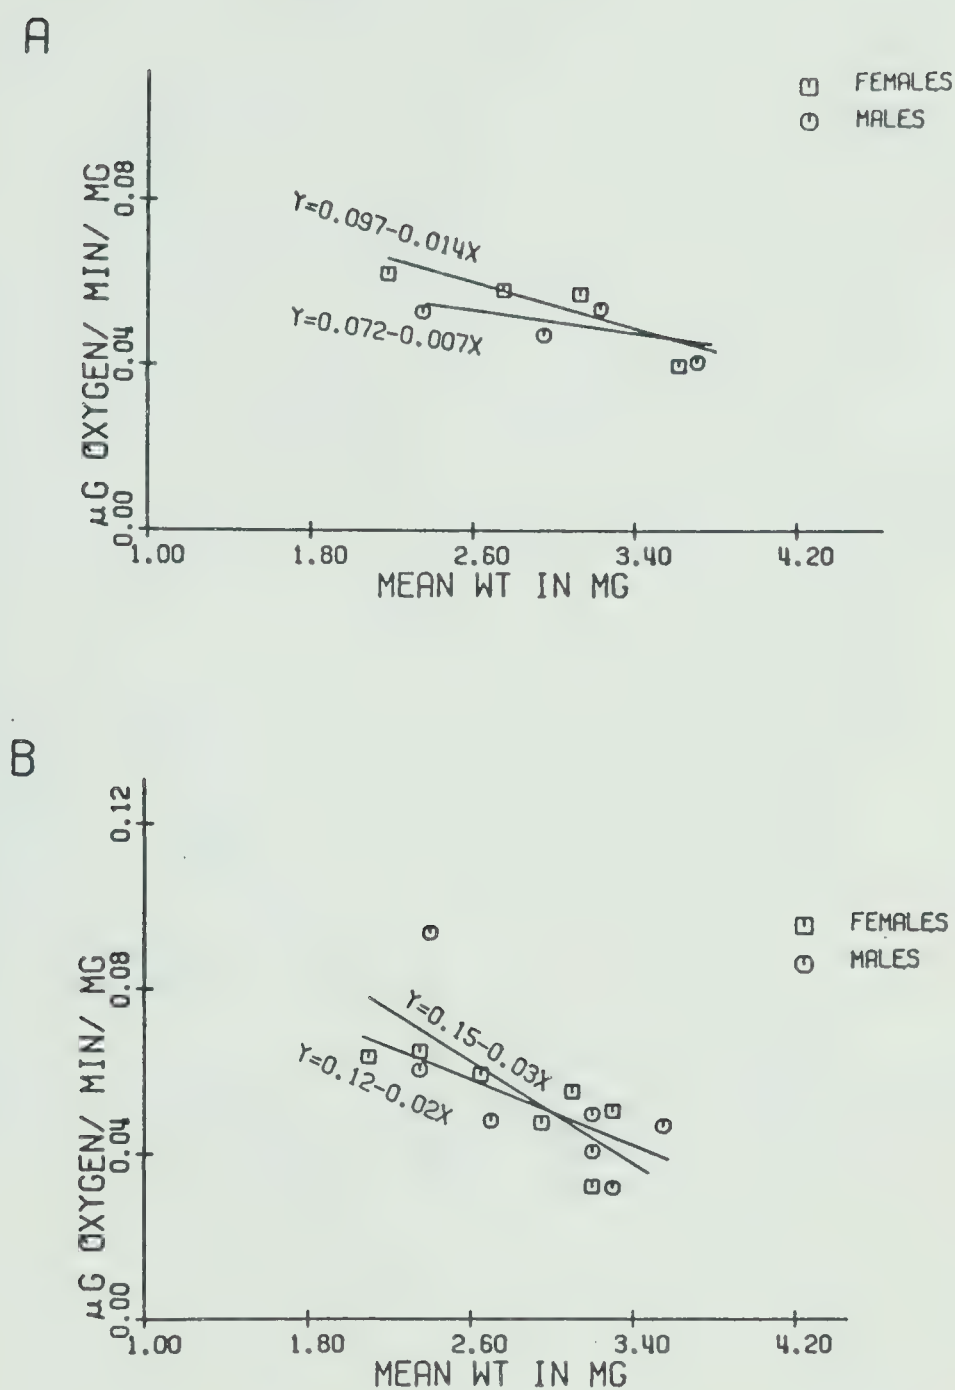 A
FEMALES
MALES
µG OXYGEN/ MIN/ MG
0.08
0.04
0.00
Y=0.097-0.014X
Y=0.072-0.007X
1.00 1.80 2.60 3.40 4.20
MEAN WT IN MG
B
FEMALES
MALES
µG OXYGEN/ MIN/ MG
0.12
0.08
0.04
0.00
Y=0.15-0.03X
Y=0.12-0.02X
1.00 1.80 2.60 3.40 4.20
MEAN WT IN MG